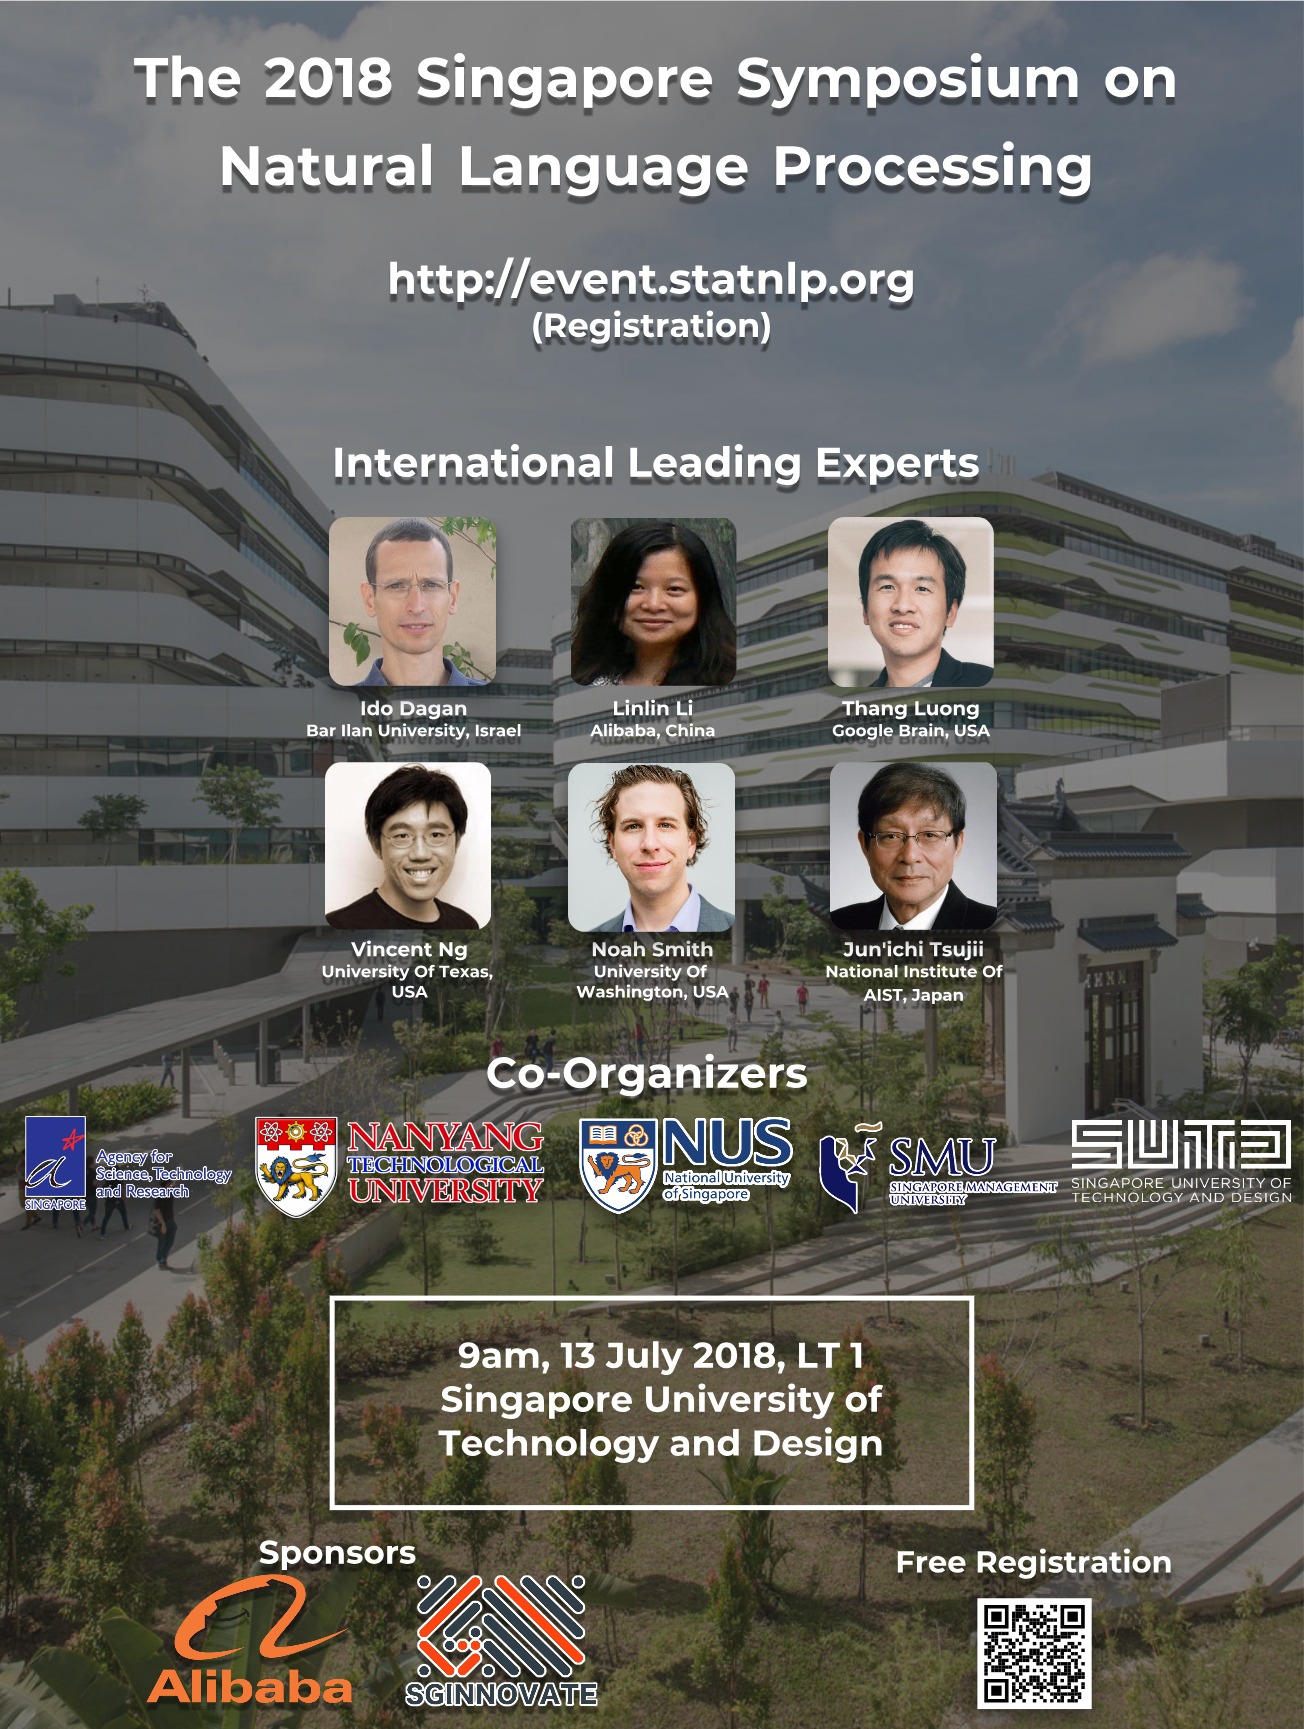 The 2018 Singapore Symposium on
Natural Language Processing
http://event.statnlp.org
(Registration)
International Leading Experts
Ido Dagan
Bar Ilan University, Israel
Linlin Li
Alibaba, China
Thang Luong
Google Brain, USA
Vincent Ng
University Of Texas,
USA
Noah Smith
University Of
Washington, USA
Jun'ichi Tsujii
National Institute Of
AIST, Japan
Co-Organizers
SINGAPORE
Agency for
Science, Technology
and Research
NANYANG
TECHNOLOGICAL
UNIVERSITY
NUS
National University
of Singapore
SMU
SINGAPORE MANAGEMENT
UNIVERSITY
SUTD
SINGAPORE UNIVERSITY OF
TECHNOLOGY AND DESIGN
9am, 13 July 2018, LT 1
Singapore University of
Technology and Design
Sponsors
Alibaba
SGINNOVATE
Free Registration